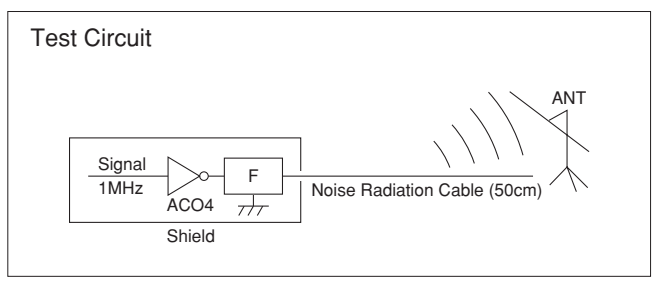 Test Circuit
ANT
Signal
1MHz
ACO4
F
Noise Radiation Cable (50cm)
Shield